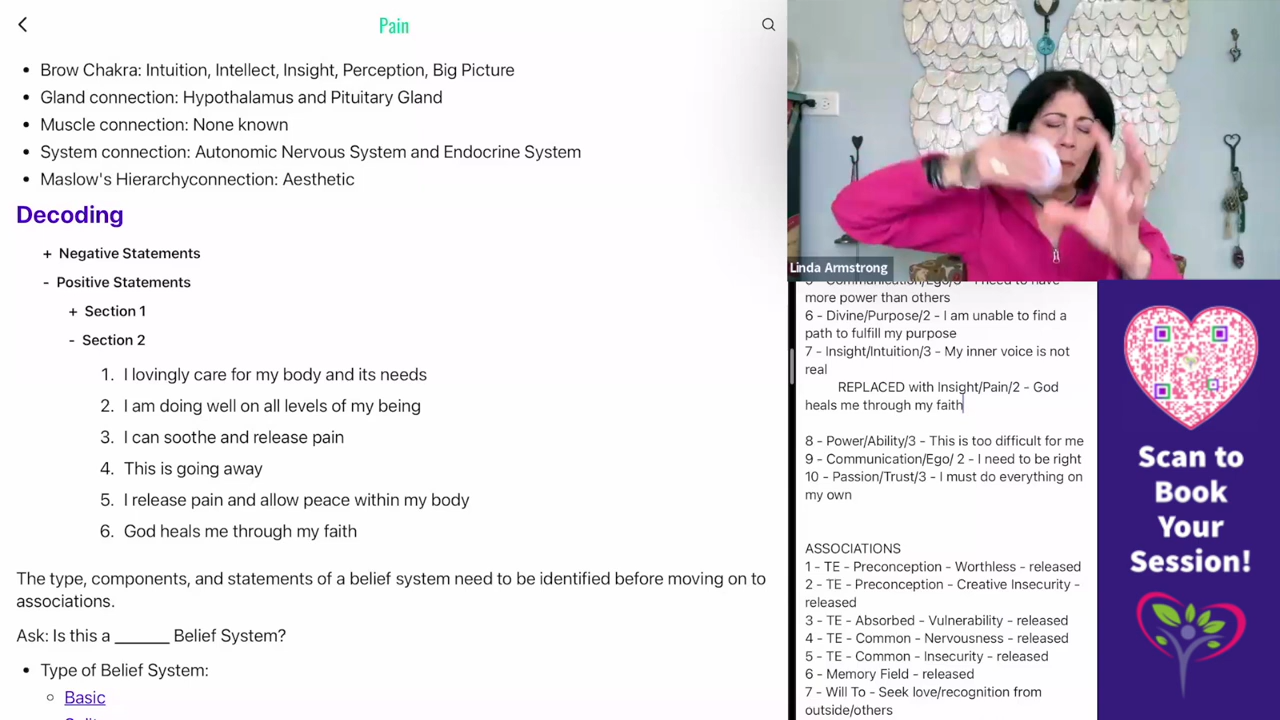 Pain
• Brow Chakra: Intuition, Intellect, Insight, Perception, Big Picture
• Gland connection: Hypothalamus and Pituitary Gland
• Muscle connection: None known
• System connection: Autonomic Nervous System and Endocrine System
• Maslow's Hierarchyconnection: Aesthetic
Decoding
+ Negative Statements
- Positive Statements
+ Section 1
- Section 2
1. I lovingly care for my body and its needs
2. I am doing well on all levels of my being
3. I can soothe and release pain
4. This is going away
5. I release pain and allow peace within my body
6. God heals me through my faith
The type, components, and statements of a belief system need to be identified before moving on to
associations.
Ask: Is this a ______ Belief System?
• Type of Belief System:
Basic
Linda Armstrong
more power than others
6 - Divine/Purpose/2 - I am unable to find a
path to fulfill my purpose
7 - Insight/Intuition/3 - My inner voice is not
real
REPLACED with Insight/Pain/2 - God
heals me through my faith
8 - Power/Ability/3 - This is too difficult for me
9 - Communication/Ego/ 2 - I need to be right
10 - Passion/Trust/3 - I must do everything on
my own
ASSOCIATIONS
1 - TE - Preconception - Worthless - released
2 - TE - Preconception - Creative Insecurity -
released
3 - TE - Absorbed - Vulnerability - released
4 - TE - Common - Nervousness - released
5 - TE - Common - Insecurity - released
6 - Memory Field - released
7 - Will To - Seek love/recognition from
outside/others
Scan to
Book
Your
Session!